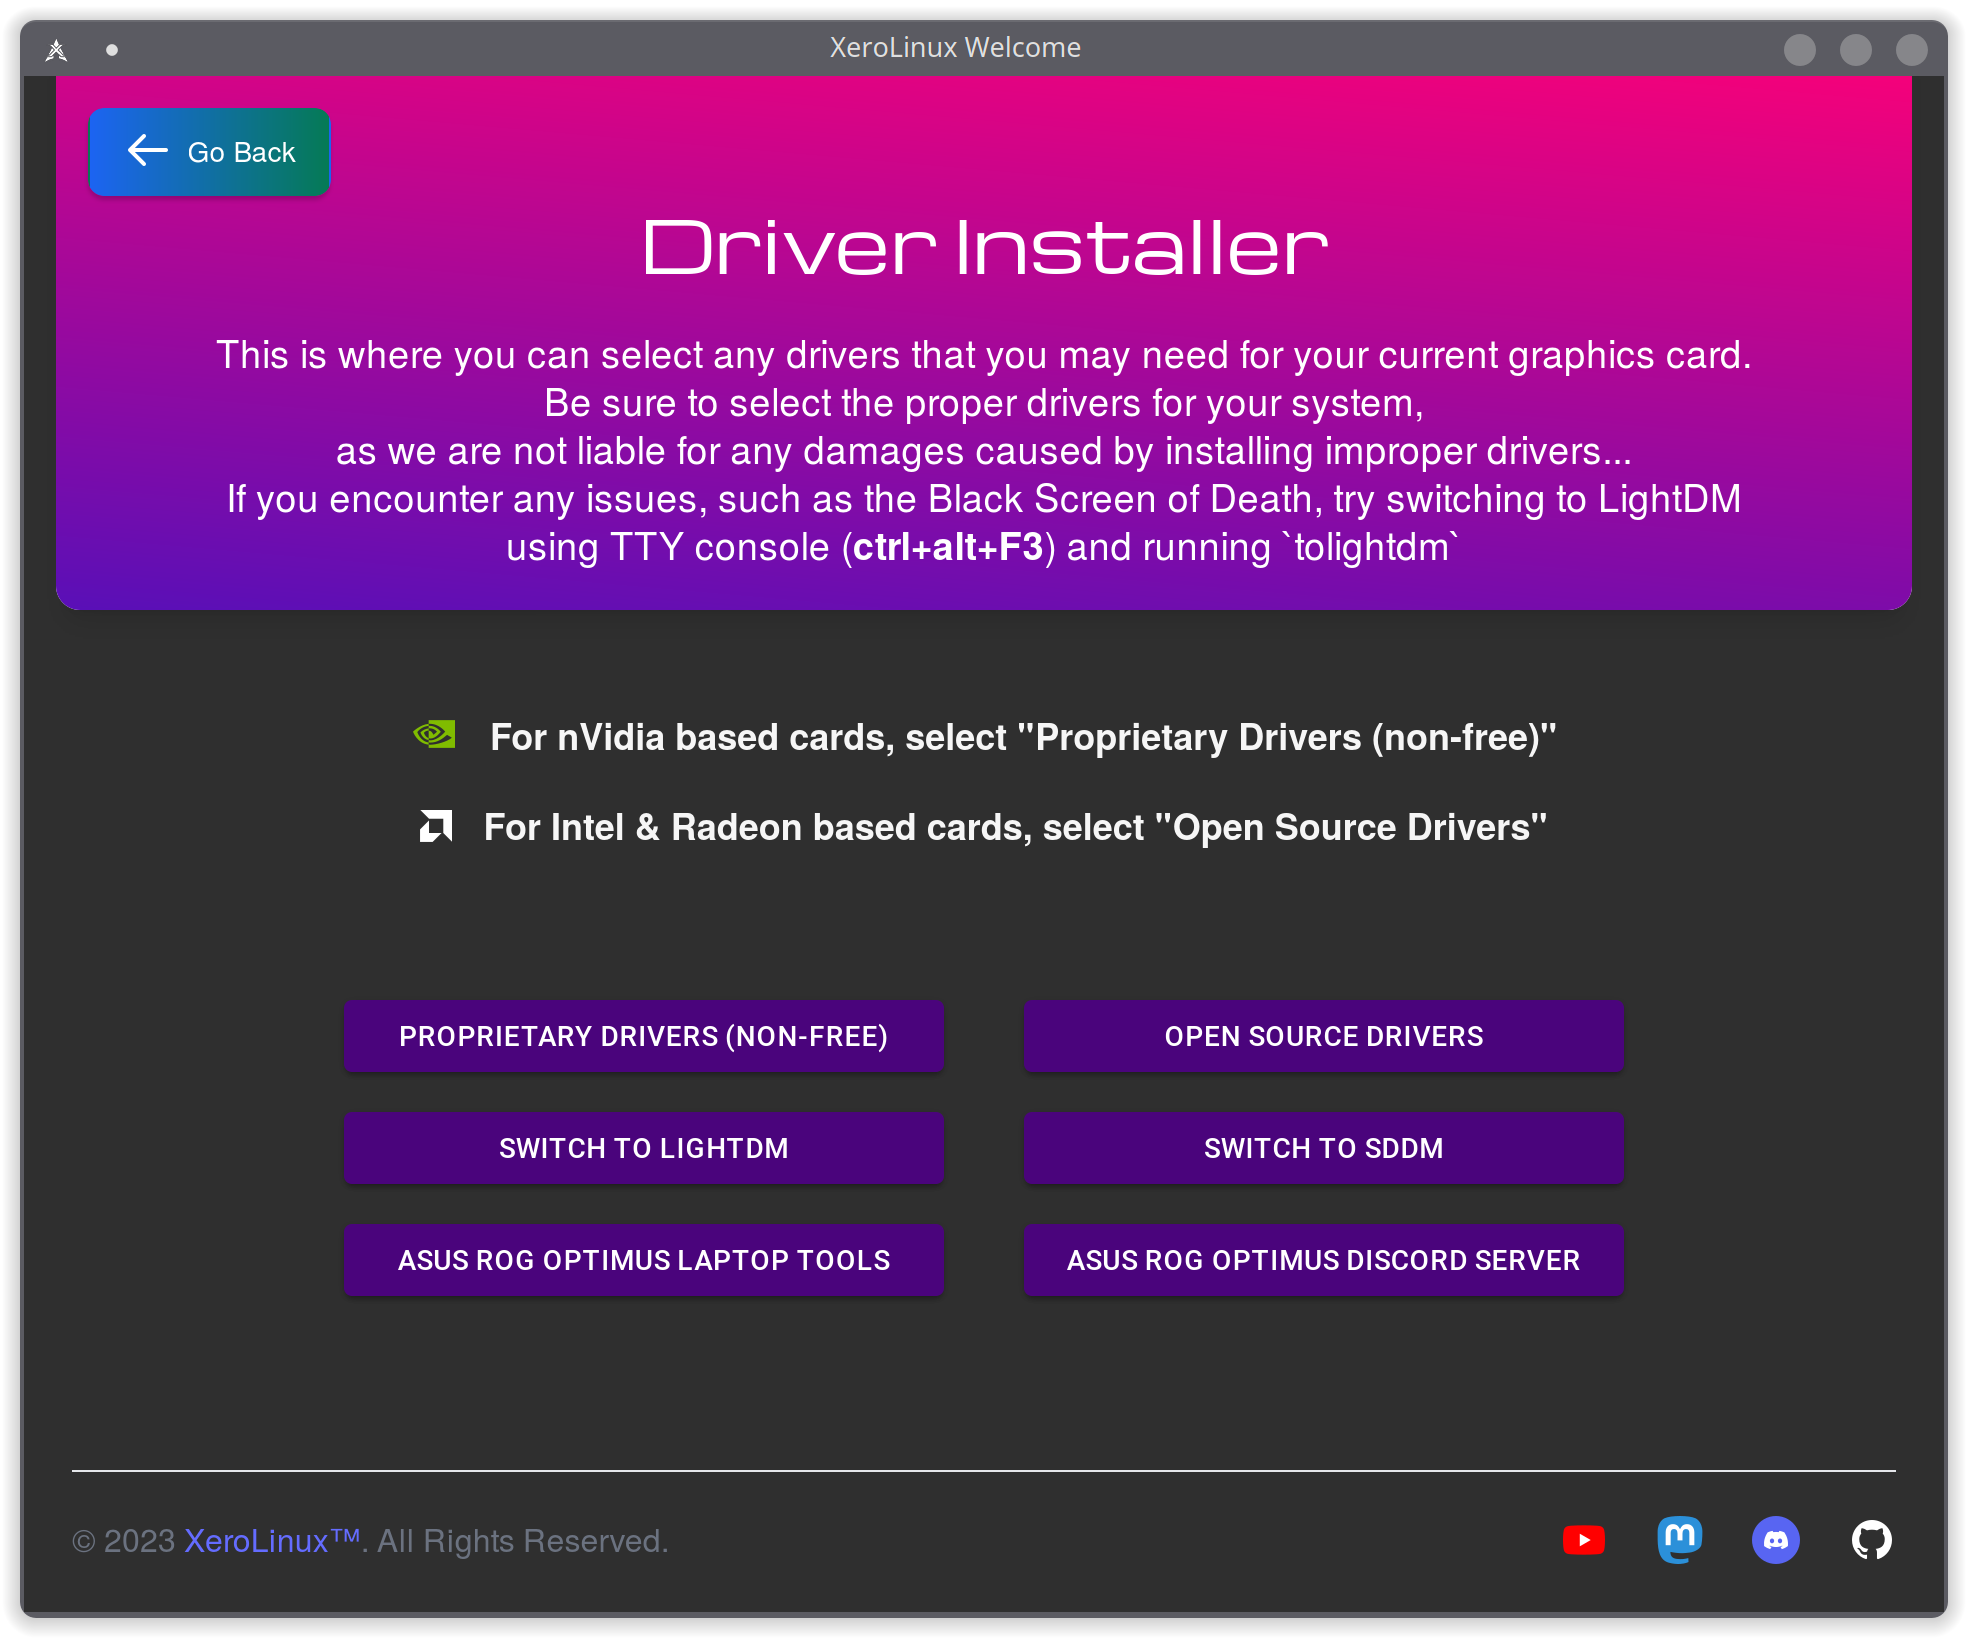 XeroLinux Welcome
Go Back
Driver Installer
This is where you can select any drivers that you may need for your current graphics card.
Be sure to select the proper drivers for your system,
as we are not liable for any damages caused by installing improper drivers...
If you encounter any issues, such as the Black Screen of Death, try switching to LightDM
using TTY console (ctrl+alt+F3) and running `tolightdm`
For nVidia based cards, select "Proprietary Drivers (non-free)"
For Intel & Radeon based cards, select "Open Source Drivers"
PROPRIETARY DRIVERS (NON-FREE)
OPEN SOURCE DRIVERS
SWITCH TO LIGHTDM
SWITCH TO SDDM
ASUS ROG OPTIMUS LAPTOP TOOLS
ASUS ROG OPTIMUS DISCORD SERVER
© 2023 XeroLinux™. All Rights Reserved.